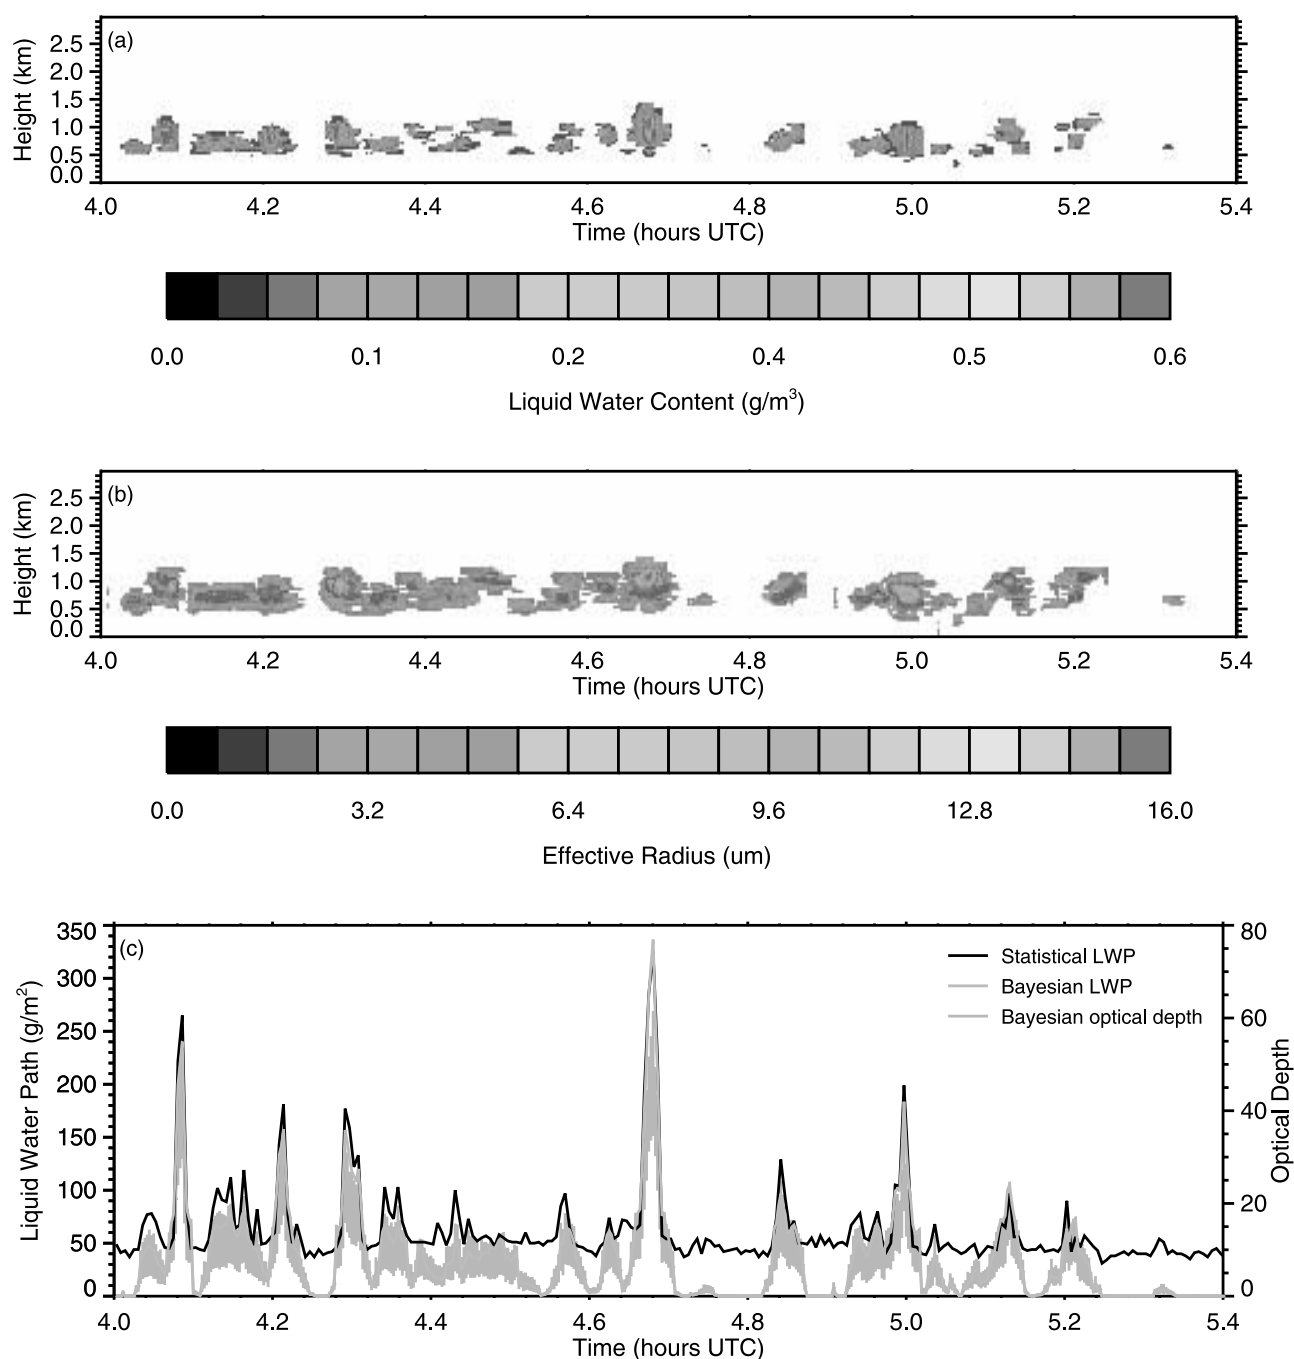 (a)
Height (km)
2.5
2.0
1.5
1.0
0.5
0.0
4.0 4.2 4.4 4.6 4.8 5.0 5.2 5.4
Time (hours UTC)
0.0 0.1 0.2 0.4 0.5 0.6
Liquid Water Content (g/m³)
(b)
Height (km)
2.5
2.0
1.5
1.0
0.5
0.0
4.0 4.2 4.4 4.6 4.8 5.0 5.2 5.4
Time (hours UTC)
0.0 3.2 6.4 9.6 12.8 16.0
Effective Radius (um)
(c)
Liquid Water Path (g/m²)
350
300
250
200
150
100
50
0
Statistical LWP
Bayesian LWP
Bayesian optical depth
80
60
40
20
0
Optical Depth
4.0 4.2 4.4 4.6 4.8 5.0 5.2 5.4
Time (hours UTC)